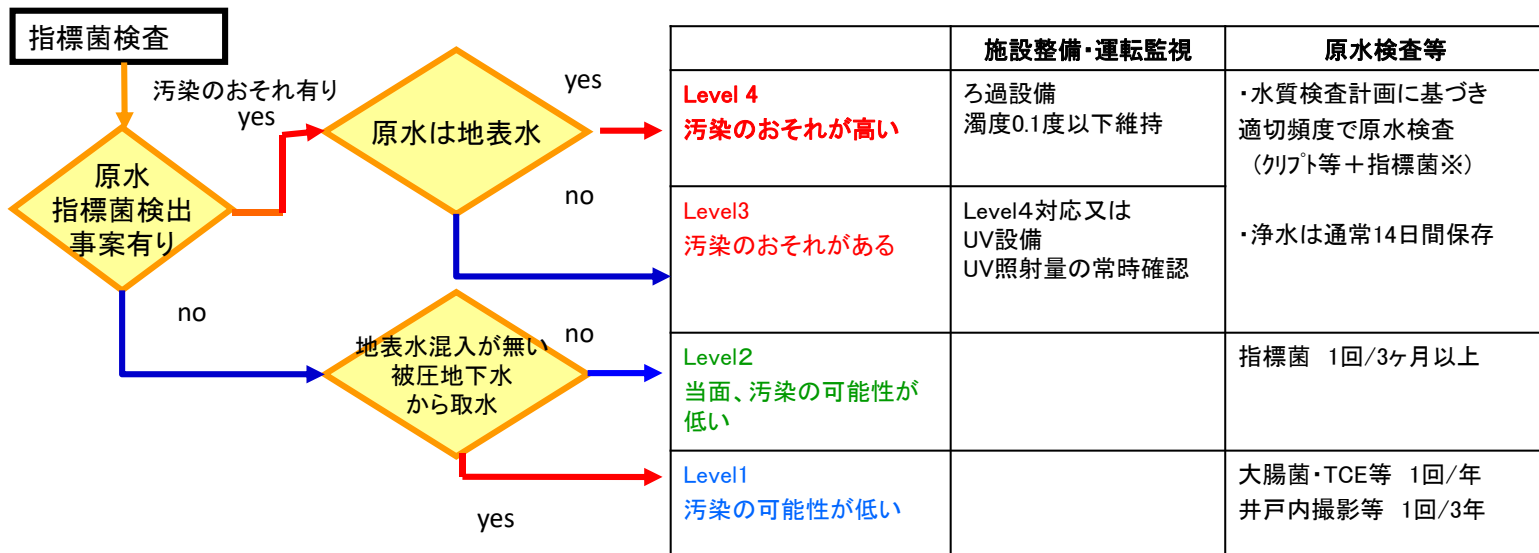 指標菌検査
汚染のおそれ有り
yes
原水
指標菌検出
事案有り
原水は地表水
yes
no
no
地表水混入が無い
被圧地下水
から取水
no
yes
施設整備・運転監視
原水検査等
Level 4
汚染のおそれが高い
ろ過設備
濁度0.1度以下維持
・水質検査計画に基づき
適切頻度で原水検査
（クリプト等＋指標菌※）
・浄水は通常14日間保存
Level3
汚染のおそれがある
Level4対応又は
UV設備
UV照射量の常時確認
Level2
当面、汚染の可能性が
低い
指標菌 1回/3ヶ月以上
Level1
汚染の可能性が低い
大腸菌・TCE等 1回/年
井戸内撮影等 1回/3年